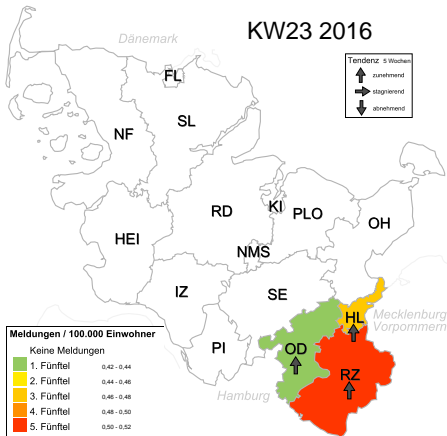 KW23 2016
Dänemark
Tendenz 5 Wochen
zunehmend
stagnierend
abnehmend
FL
SL
NF
RD
KI
PLO
OH
HEI
NMS
IZ
SE
HL
Mecklenburg
Vorpommern
PI
OD
RZ
Hamburg
Meldungen / 100.000 Einwohner
Keine Meldungen
1. Fünftel 0,42 - 0,44
2. Fünftel 0,44 - 0,46
3. Fünftel 0,46 - 0,48
4. Fünftel 0,48 - 0,50
5. Fünftel 0,50 - 0,52